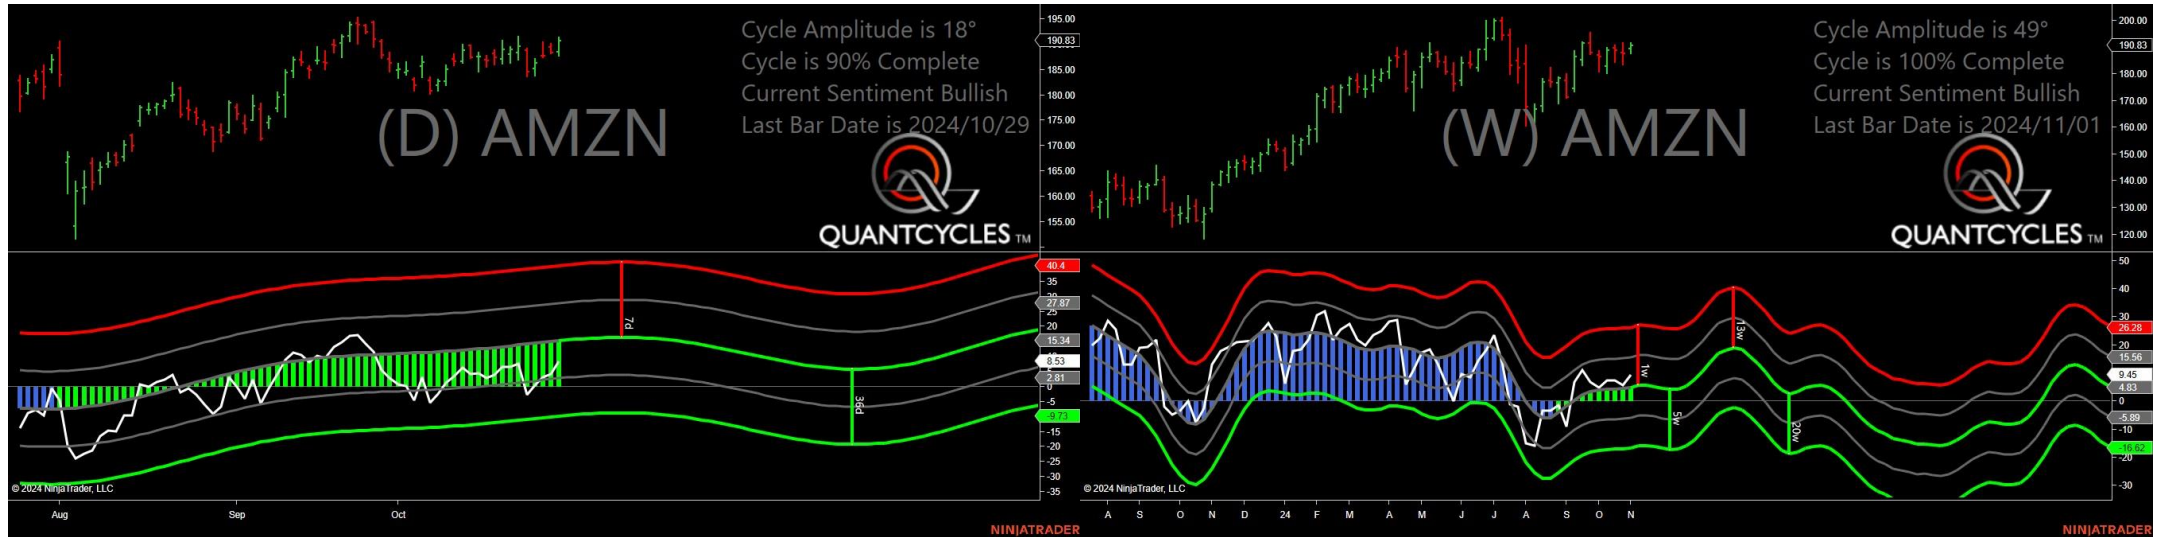 Cycle Amplitude is 18°
Cycle is 90% Complete
Current Sentiment Bullish
Last Bar Date is 2024/10/29
(D) AMZN
QUANTCYCLES TM
195.00
190.83
185.00
180.00
175.00
170.00
165.00
160.00
155.00
40.4
35
27.87
25
20
15.34
8.53
2.81
0
-5
-9.73
-15
-20
-25
-30
-35
7d
36d
© 2024 NinjaTrader, LLC
Aug
Sep
Oct
NINJATRADER
Cycle Amplitude is 49°
Cycle is 100% Complete
Current Sentiment Bullish
Last Bar Date is 2024/11/01
(W) AMZN
QUANTCYCLES TM
200.00
190.83
180.00
170.00
160.00
150.00
140.00
130.00
120.00
50
40
30
26.28
20
15.56
9.45
4.83
0
-5.89
-10
-16.62
-20
-30
1w
5w
13w
20w
© 2024 NinjaTrader, LLC
A S O N D 24 F M A M J J A S O N
NINJATRADER